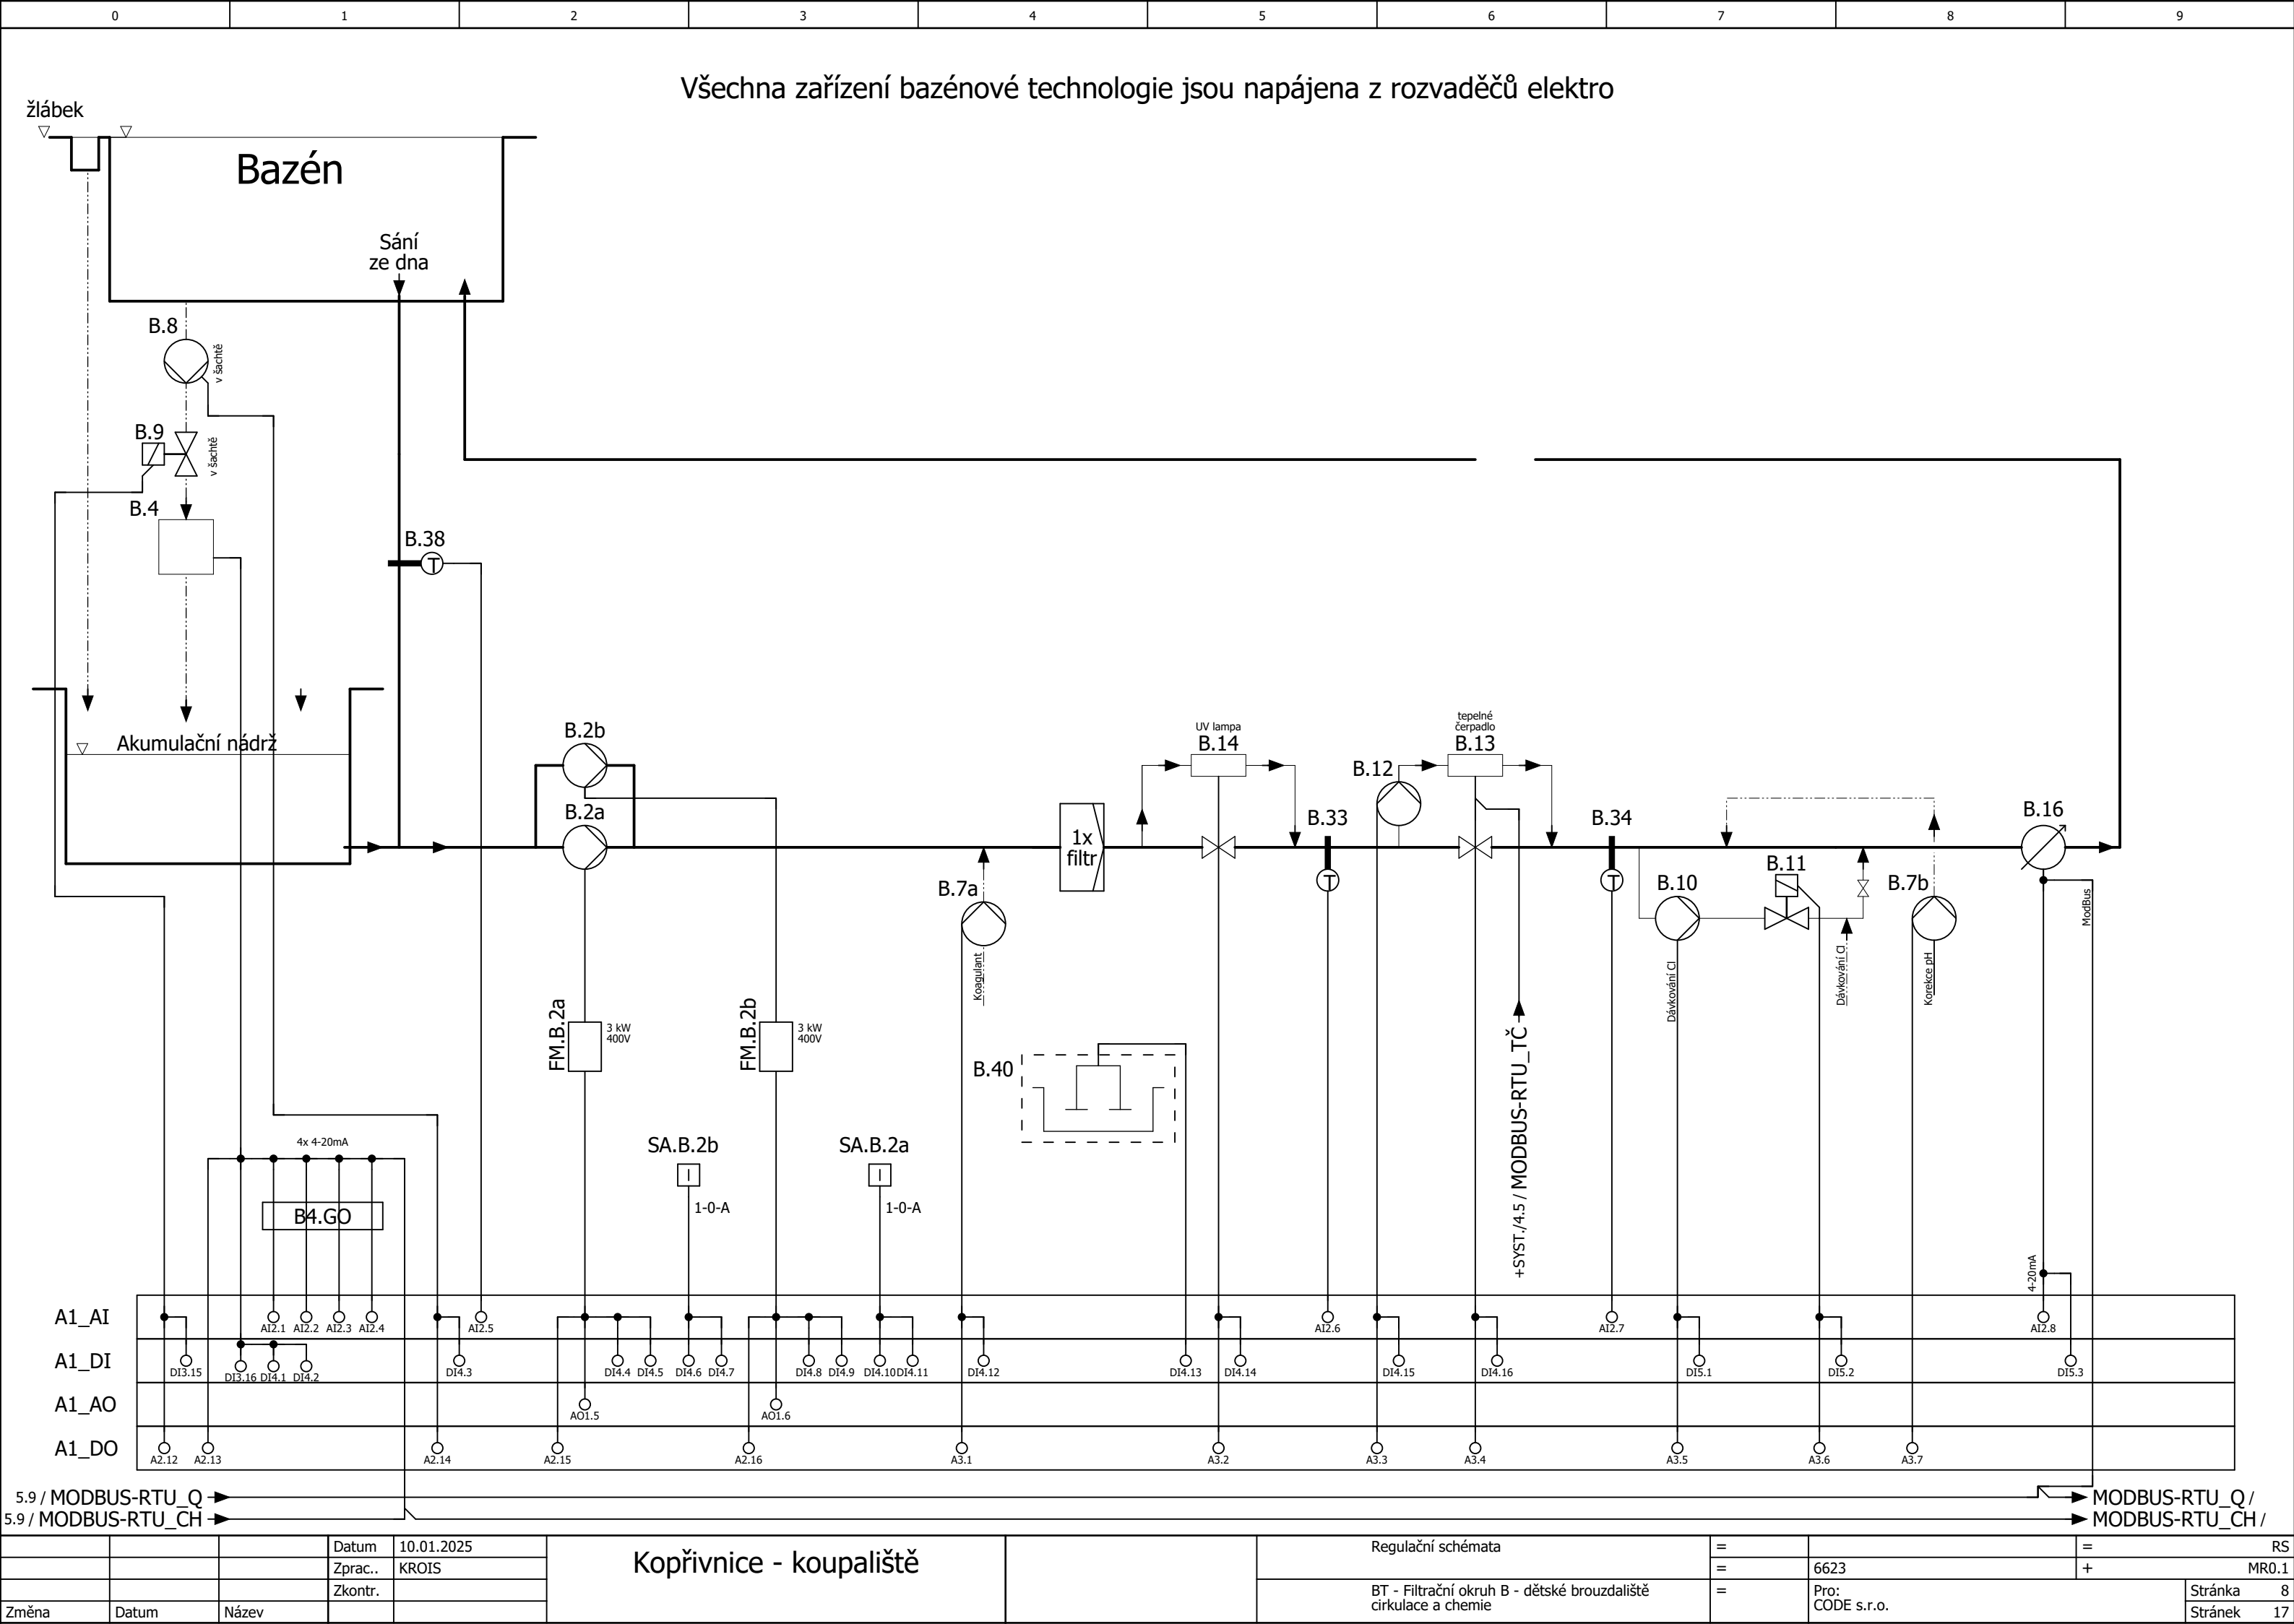 0 1 2 3 4 5 6 7 8 9
Všechna zařízení bazénové technologie jsou napájena z rozvaděčů elektro
žlábek
Bazén
Sání
ze dna
B.8
v šachtě
B.9
v šachtě
B.4
B.38
T
Akumulační nádrž
B.2b
B.2a
1x
filtr
UV lampa
B.14
B.33
T
B.12
tepelné
čerpadlo
B.13
B.34
T
B.16
B.7a
Koagulant
B.10
Dávkování Cl
B.11
Dávkování Cl
B.7b
Korekce pH
ModBus
FM.B.2a
3 kW
400V
FM.B.2b
3 kW
400V
B.40
+SYST./4.5 / MODBUS-RTU_TČ
4x 4-20mA
B4.GO
SA.B.2b
I
1-0-A
SA.B.2a
I
1-0-A
4-20mA
A1_AI
AI2.1 AI2.2 AI2.3 AI2.4 AI2.5 AI2.6 AI2.7 AI2.8
A1_DI
DI3.15 DI3.16 DI4.1 DI4.2 DI4.3 DI4.4 DI4.5 DI4.6 DI4.7 DI4.8 DI4.9 DI4.10 DI4.11 DI4.12 DI4.13 DI4.14 DI4.15 DI4.16 DI5.1 DI5.2 DI5.3
A1_AO
AO1.5 AO1.6
A1_DO
A2.12 A2.13 A2.14 A2.15 A2.16 A3.1 A3.2 A3.3 A3.4 A3.5 A3.6 A3.7
5.9 / MODBUS-RTU_Q
MODBUS-RTU_Q /
5.9 / MODBUS-RTU_CH
MODBUS-RTU_CH /
Datum 10.01.2025
Zprac.. KROIS
Zkontr.
Změna Datum Název
Kopřivnice - koupaliště
Regulační schémata
BT - Filtrační okruh B - dětské brouzdaliště
cirkulace a chemie
=
= 6623
= Pro:
CODE s.r.o.
= RS
+ MR0.1
Stránka 8
Stránek 17